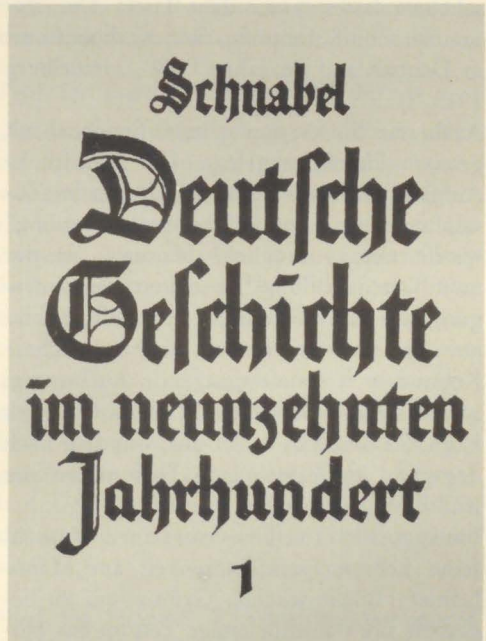 Schnabel
Deutſche
Geſchichte
im neunzehnten
Jahrhundert
1